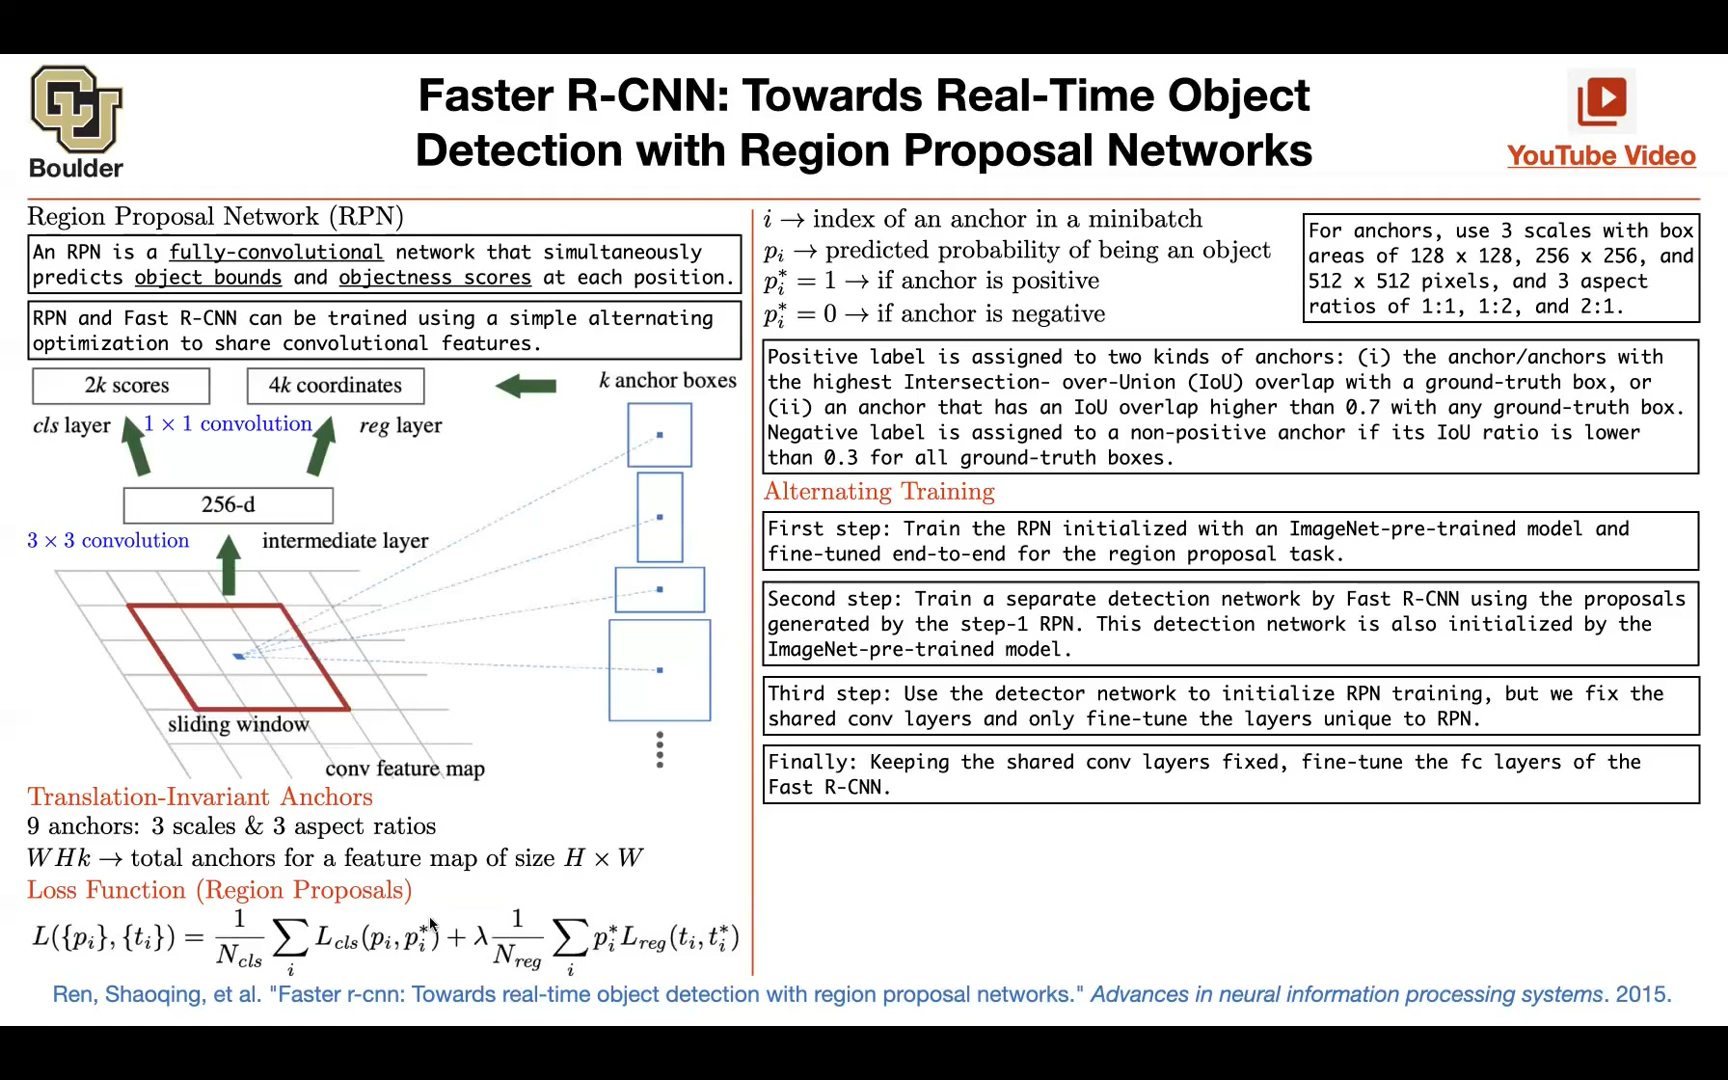 Boulder
Faster R-CNN: Towards Real-Time Object
Detection with Region Proposal Networks
YouTube Video
Region Proposal Network (RPN)
An RPN is a fully-convolutional network that simultaneously
predicts object bounds and objectness scores at each position.
RPN and Fast R-CNN can be trained using a simple alternating
optimization to share convolutional features.
2k scores
4k coordinates
k anchor boxes
cls layer
1 × 1 convolution
reg layer
256-d
3 × 3 convolution
intermediate layer
sliding window
conv feature map
Translation-Invariant Anchors
9 anchors: 3 scales & 3 aspect ratios
WHk → total anchors for a feature map of size H × W
Loss Function (Region Proposals)
L({p_i}, {t_i}) = \frac{1}{N_{cls}} \sum_i L_{cls}(p_i, p_i^*) + λ \frac{1}{N_{reg}} \sum_i p_i^* L_{reg}(t_i, t_i^*)
i → index of an anchor in a minibatch
p_i → predicted probability of being an object
p_i^* = 1 → if anchor is positive
p_i^* = 0 → if anchor is negative
For anchors, use 3 scales with box
areas of 128 x 128, 256 x 256, and
512 x 512 pixels, and 3 aspect
ratios of 1:1, 1:2, and 2:1.
Positive label is assigned to two kinds of anchors: (i) the anchor/anchors with
the highest Intersection- over-Union (IoU) overlap with a ground-truth box, or
(ii) an anchor that has an IoU overlap higher than 0.7 with any ground-truth box.
Negative label is assigned to a non-positive anchor if its IoU ratio is lower
than 0.3 for all ground-truth boxes.
Alternating Training
First step: Train the RPN initialized with an ImageNet-pre-trained model and
fine-tuned end-to-end for the region proposal task.
Second step: Train a separate detection network by Fast R-CNN using the proposals
generated by the step-1 RPN. This detection network is also initialized by the
ImageNet-pre-trained model.
Third step: Use the detector network to initialize RPN training, but we fix the
shared conv layers and only fine-tune the layers unique to RPN.
Finally: Keeping the shared conv layers fixed, fine-tune the fc layers of the
Fast R-CNN.
Ren, Shaoqing, et al. "Faster r-cnn: Towards real-time object detection with region proposal networks." Advances in neural information processing systems. 2015.